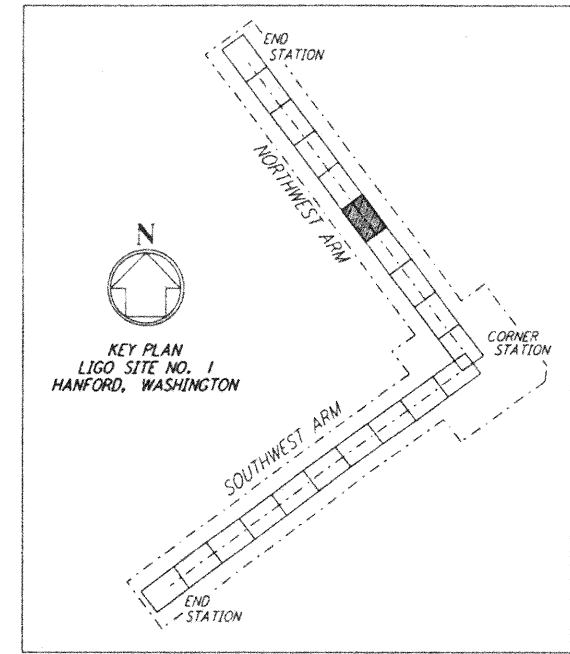 END
STATION
NORTHWEST ARM
N
KEY PLAN
LIGO SITE NO. 1
HANFORD, WASHINGTON
CORNER
STATION
SOUTHWEST ARM
END
STATION